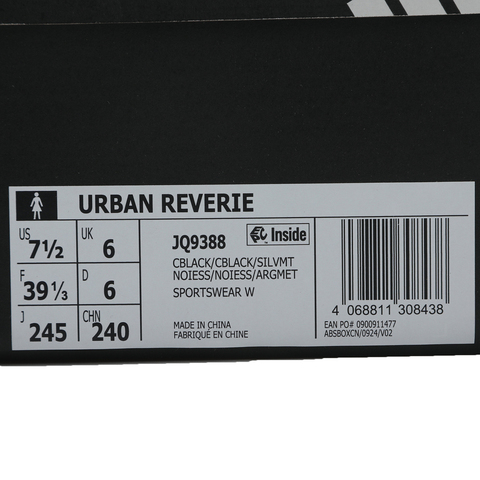 URBAN REVERIE
US 7½ UK 6
F 39⅓ D 6
J 245 CHN 240
JQ9388 Inside
CBLACK/CBLACK/SILVMT
NOIESS/NOIESS/ARGMET
SPORTSWEAR W
MADE IN CHINA
FABRIQUÉ EN CHINE
4 068811 308438
EAN PO# 0900911477
ABSBOXCN/0924/V02